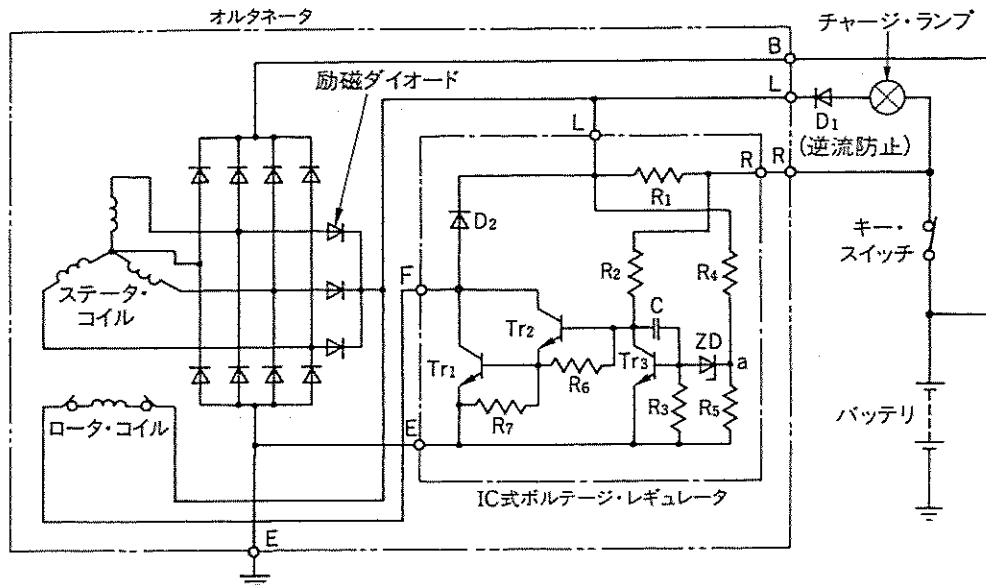 オルタネータ
チャージ・ランプ
B
励磁ダイオード
L
D1
(逆流防止)
L
R
R
R1
D2
キー・
スイッチ
R2
R4
F
ステータ・
コイル
C
Tr2
ZD
Tr3
a
Tr1
R6
R3
R5
バッテリ
R7
ロータ・コイル
E
IC式ボルテージ・レギュレータ
E